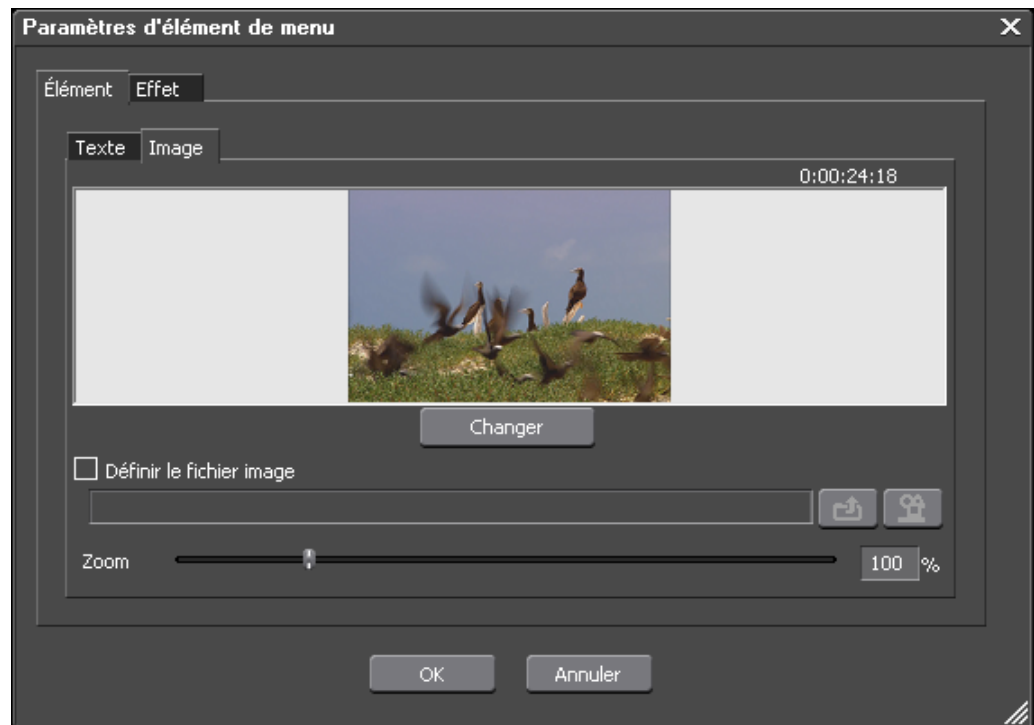 Paramètres d'élément de menu
Élément Effet
Texte Image
0:00:24:18
Changer
Définir le fichier image
Zoom 100 %
OK Annuler